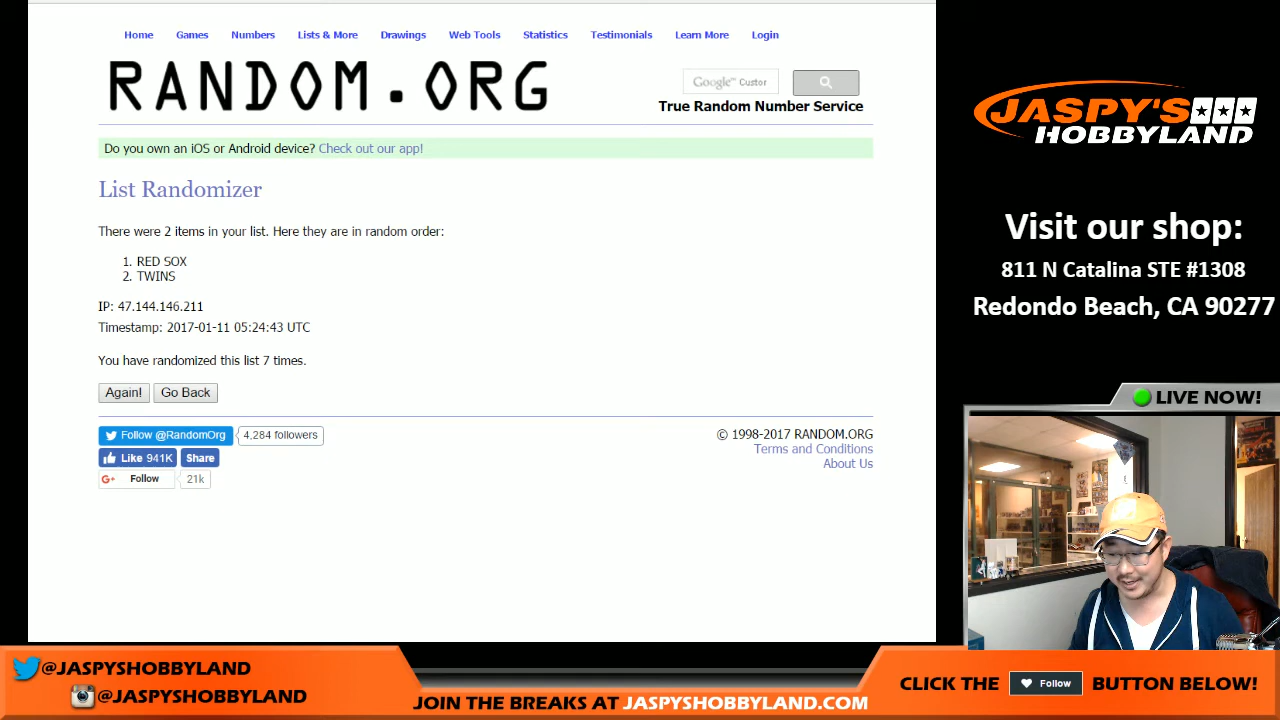 Home Games Numbers Lists & More Drawings Web Tools Statistics Testimonials Learn More Login
RANDOM.ORG
Google™ Custor
True Random Number Service
Do you own an iOS or Android device? Check out our app!
List Randomizer
There were 2 items in your list. Here they are in random order:
1. RED SOX
2. TWINS
IP: 47.144.146.211
Timestamp: 2017-01-11 05:24:43 UTC
You have randomized this list 7 times.
Again! Go Back
Follow @RandomOrg 4,284 followers
Like 941K Share
Follow 21k
© 1998-2017 RANDOM.ORG
Terms and Conditions
About Us
JASPY'S
HOBBYLAND
Visit our shop:
811 N Catalina STE #1308
Redondo Beach, CA 90277
LIVE NOW!
@JASPYSHOBBYLAND
@JASPYSHOBBYLAND
JOIN THE BREAKS AT JASPYSHOBBYLAND.COM
CLICK THE Follow BUTTON BELOW!